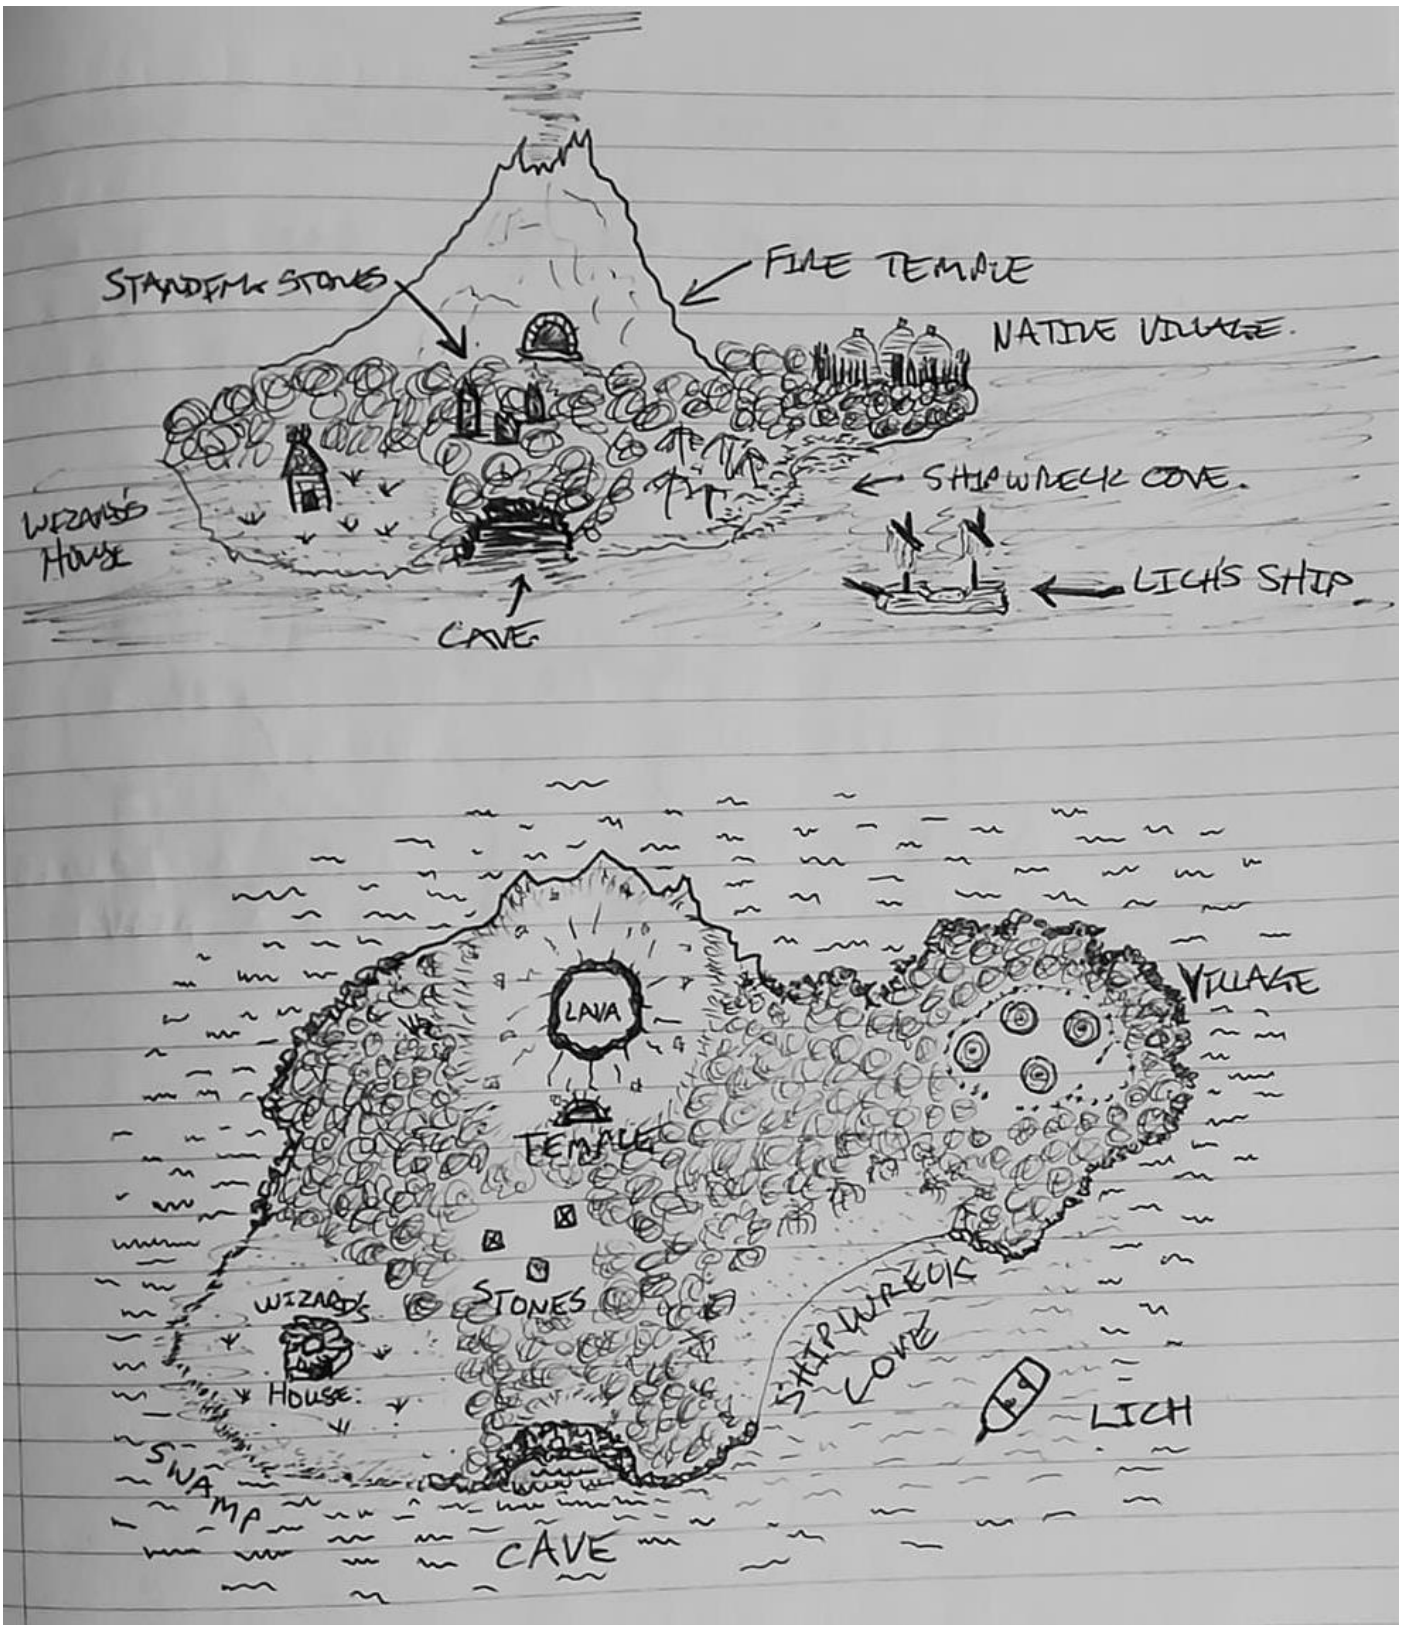 STANDING STONES
FIRE TEMPLE
NATIVE VILLAGE.
WIZARD'S
HOUSE
SHIPWRECK COVE.
LICH'S SHIP
CAVE.
LAVA
VILLAGE
TEMPLE
WIZARD'S
HOUSE.
STONES
SHIPWRECK
COVE
LICH
SWAMP
CAVE